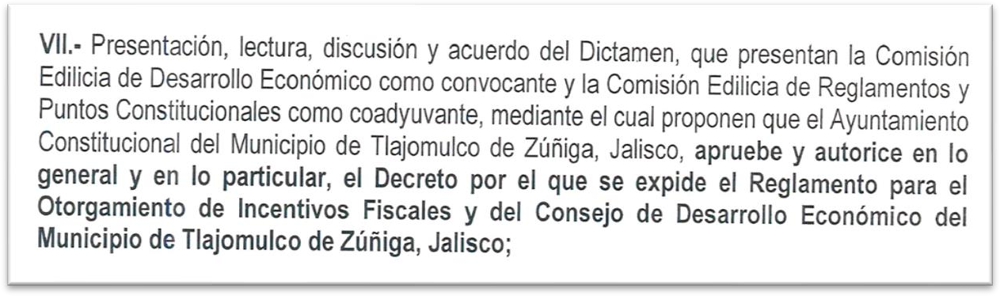 VII.- Presentación, lectura, discusión y acuerdo del Dictamen, que presentan la Comisión
Edilicia de Desarrollo Económico como convocante y la Comisión Edilicia de Reglamentos y
Puntos Constitucionales como coadyuvante, mediante el cual proponen que el Ayuntamiento
Constitucional del Municipio de Tlajomulco de Zúñiga, Jalisco, apruebe y autorice en lo
general y en lo particular, el Decreto por el que se expide el Reglamento para el
Otorgamiento de Incentivos Fiscales y del Consejo de Desarrollo Económico del
Municipio de Tlajomulco de Zúñiga, Jalisco;